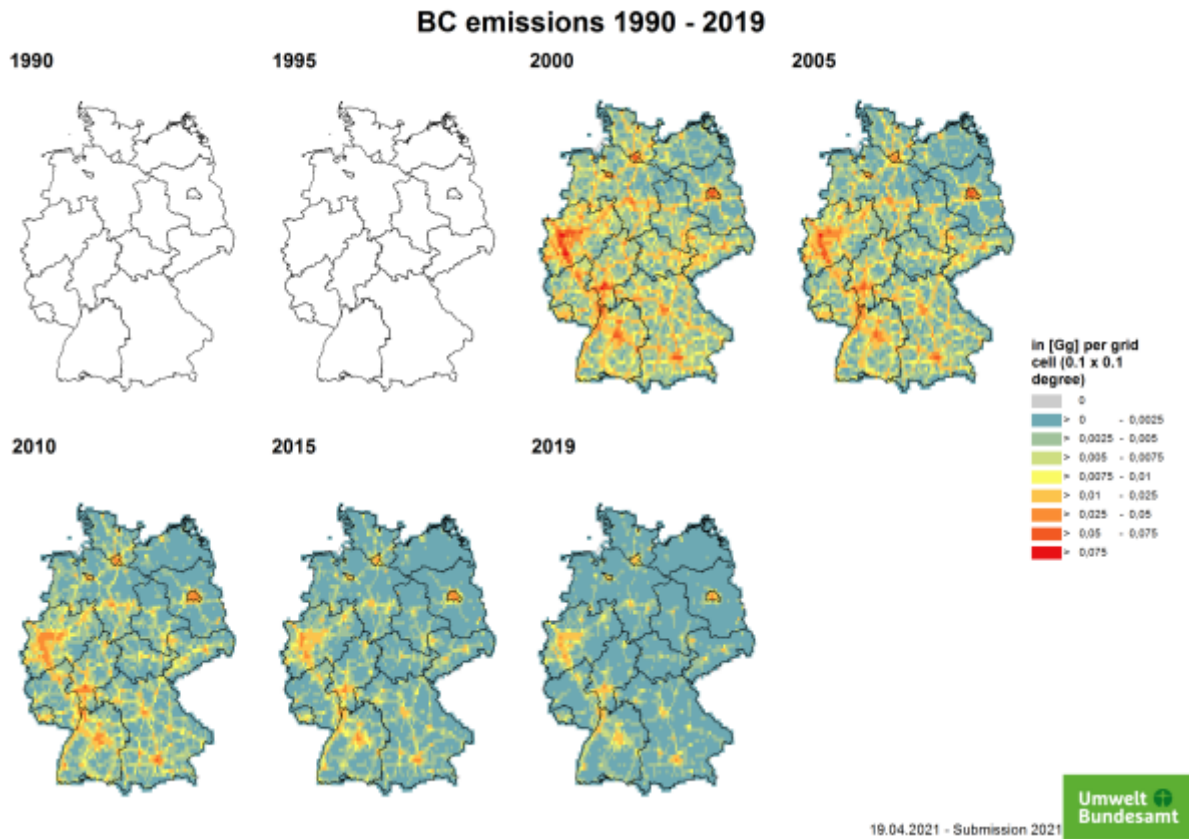 BC emissions 1990 - 2019
1990
1995
2000
2005
in [Gg] per grid
cell (0.1 x 0.1
degree)
0
> 0 - 0,0025
> 0,0025 - 0,005
> 0,005 - 0,0075
> 0,0075 - 0,01
> 0,01 - 0,025
> 0,025 - 0,05
> 0,05 - 0,075
> 0,075
2010
2015
2019
Umwelt
Bundesamt
19.04.2021 - Submission 2021